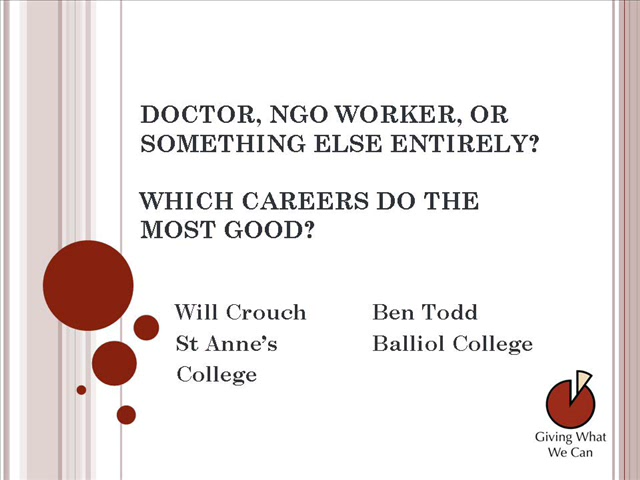 DOCTOR, NGO WORKER, OR
SOMETHING ELSE ENTIRELY?
WHICH CAREERS DO THE
MOST GOOD?
Will Crouch
St Anne's
College
Ben Todd
Balliol College
Giving What
We Can